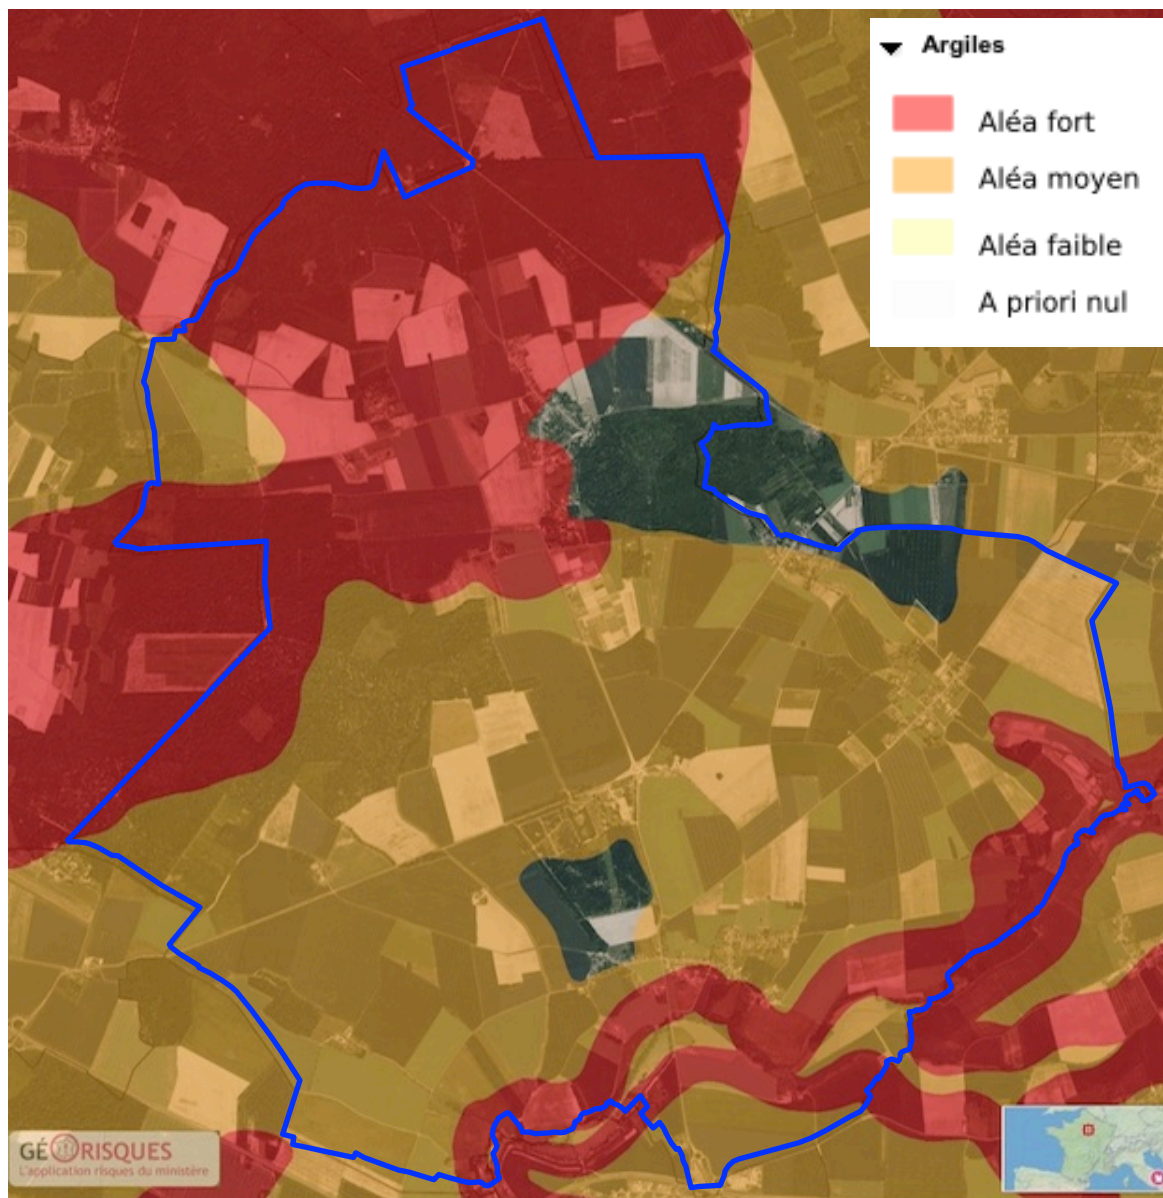 Argiles
Aléa fort
Aléa moyen
Aléa faible
A priori nul
GÉORISQUES
L'application risques du ministère